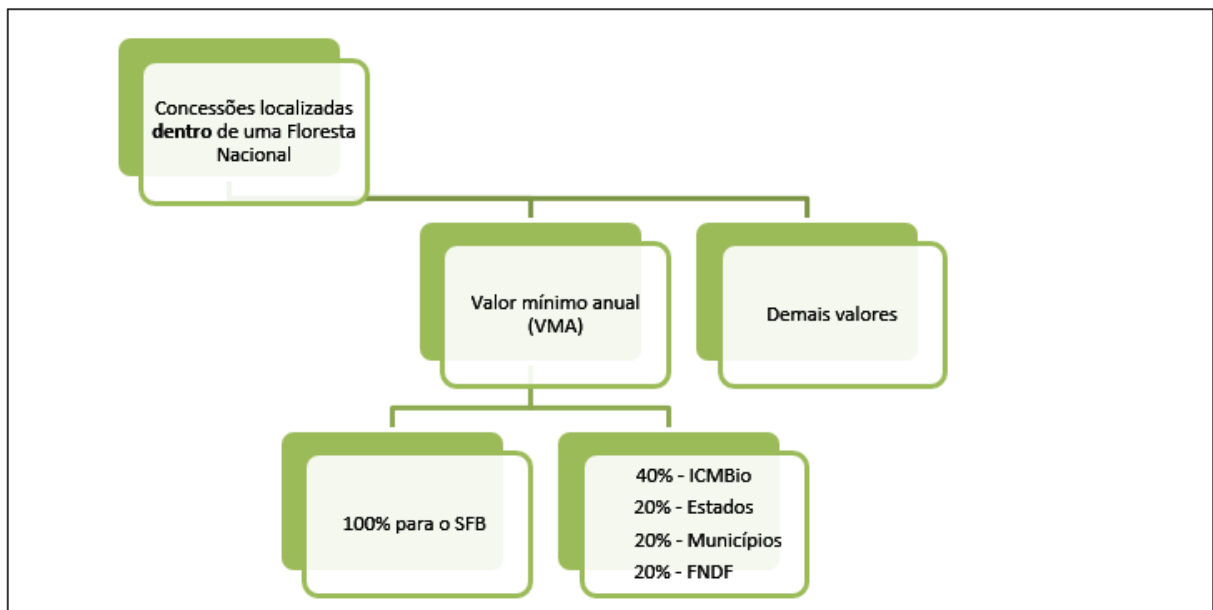 Concessões localizadas
dentro de uma Floresta
Nacional
Valor mínimo anual
(VMA)
Demais valores
100% para o SFB
40% - ICMBio
20% - Estados
20% - Municípios
20% - FNDF